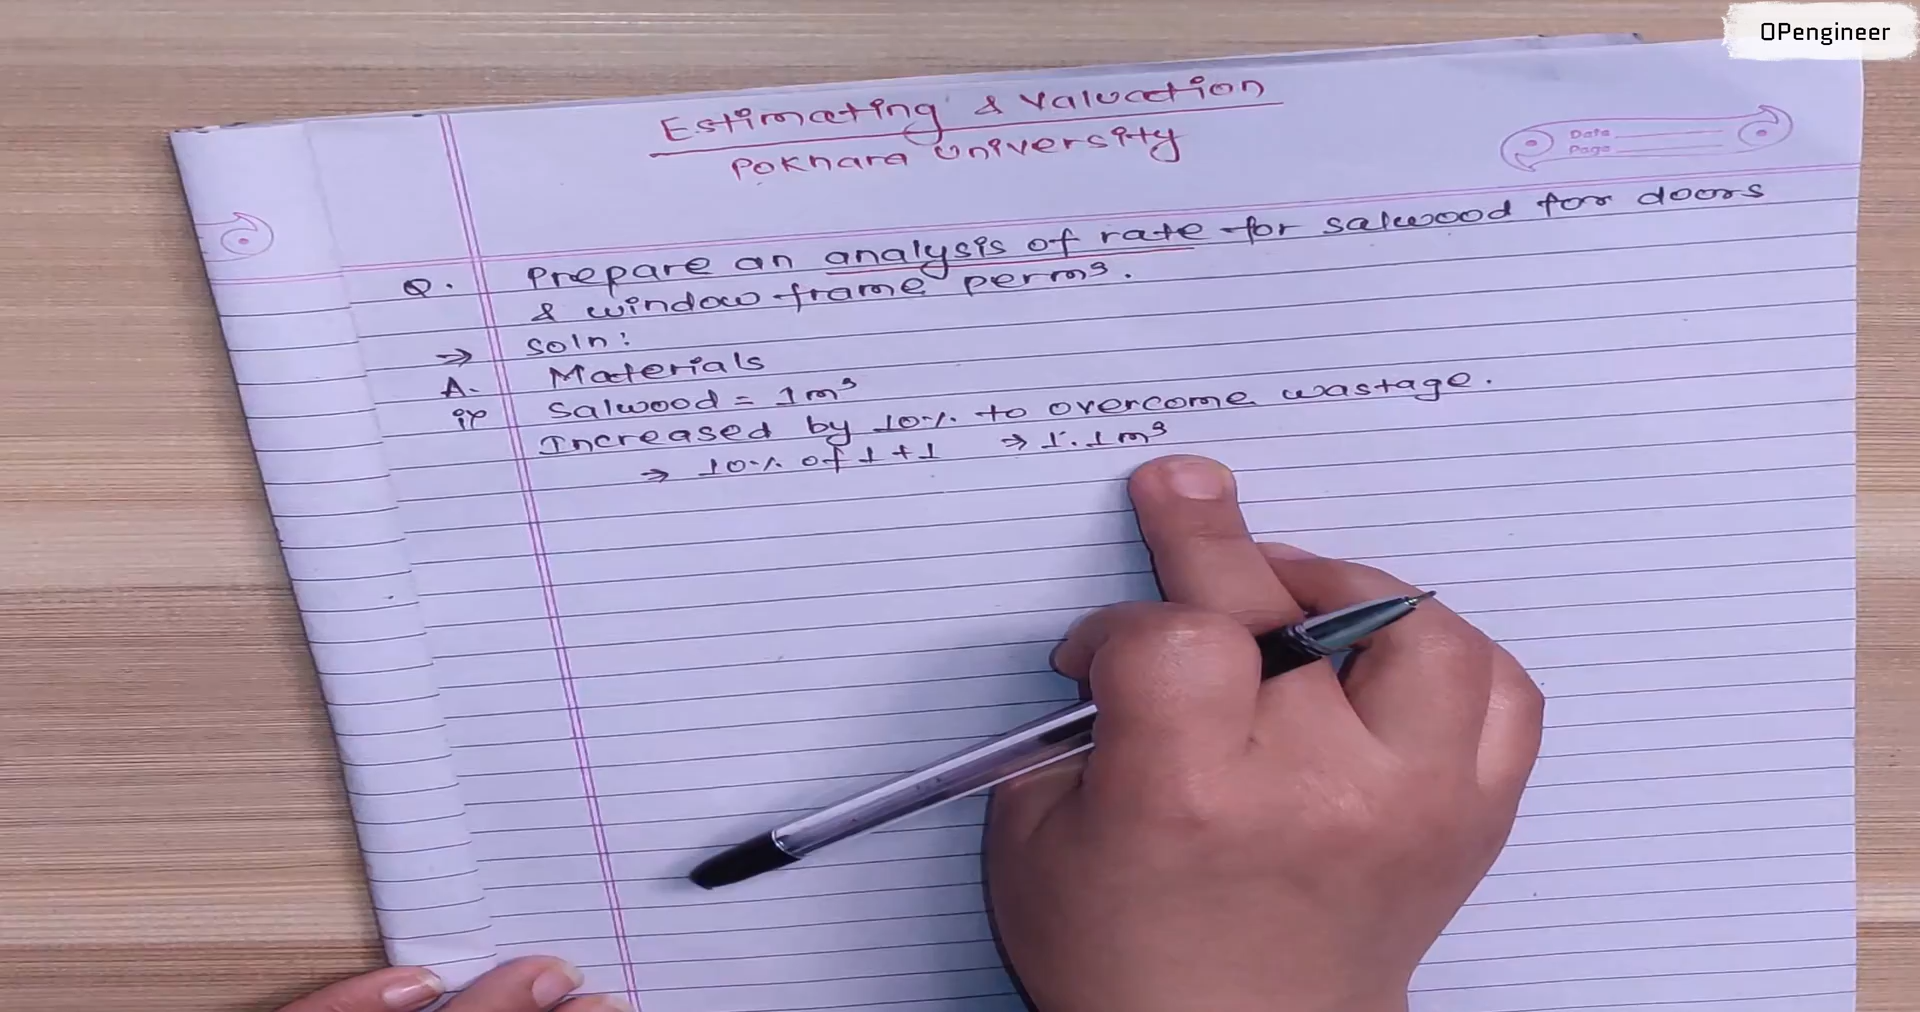 OPengineer
Estimating & Valuation
Pokhara University
Date
Page
Q. Prepare an analysis of rate for salwood for doors
& window frame per m³.
⇒ Soln:
A. Materials
i) Salwood = 1m³
Increased by 10% to overcome wastage.
⇒ 10% of 1+1 ⇒ 1.1m³